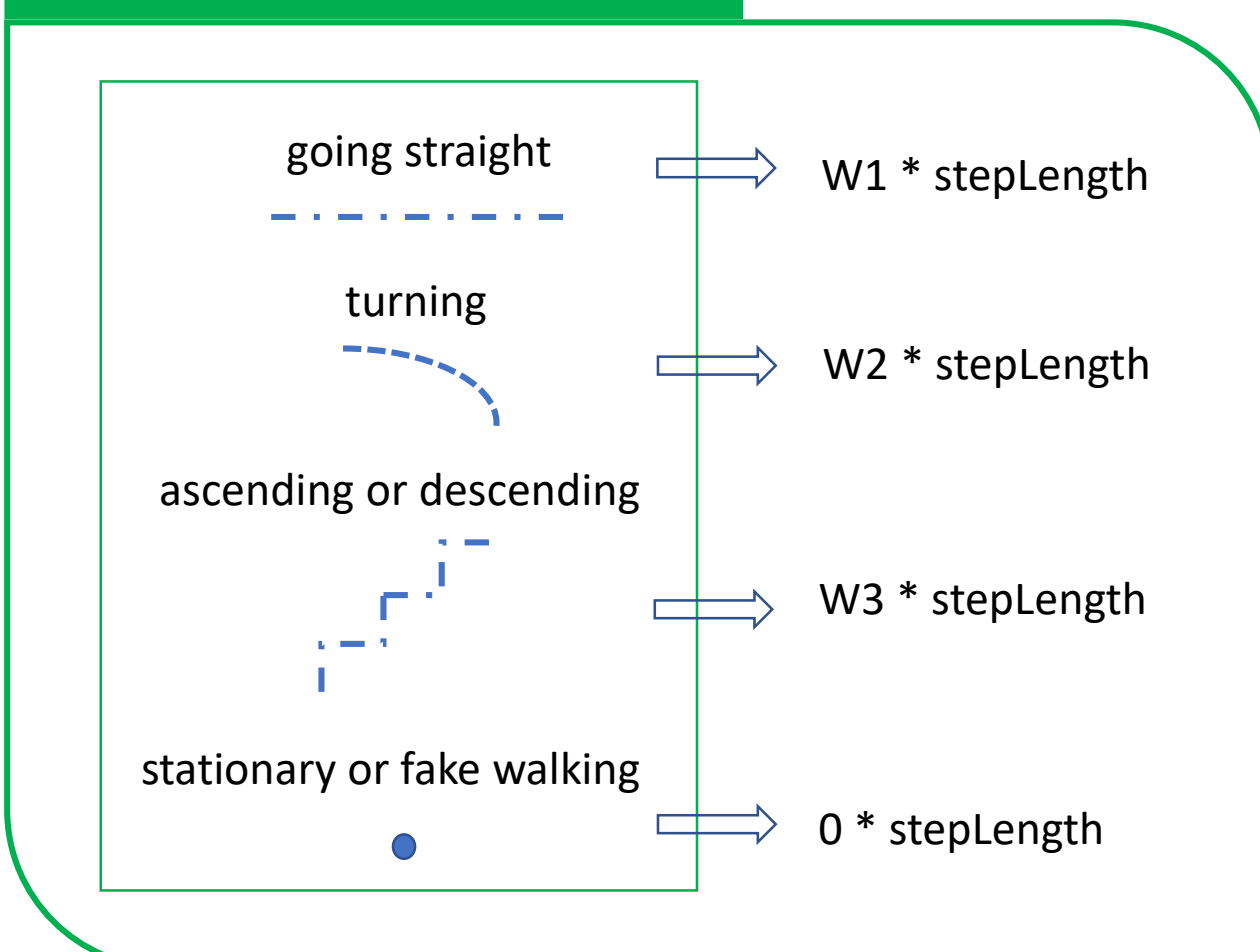 going straight
W1 * stepLength
turning
W2 * stepLength
ascending or descending
W3 * stepLength
stationary or fake walking
0 * stepLength